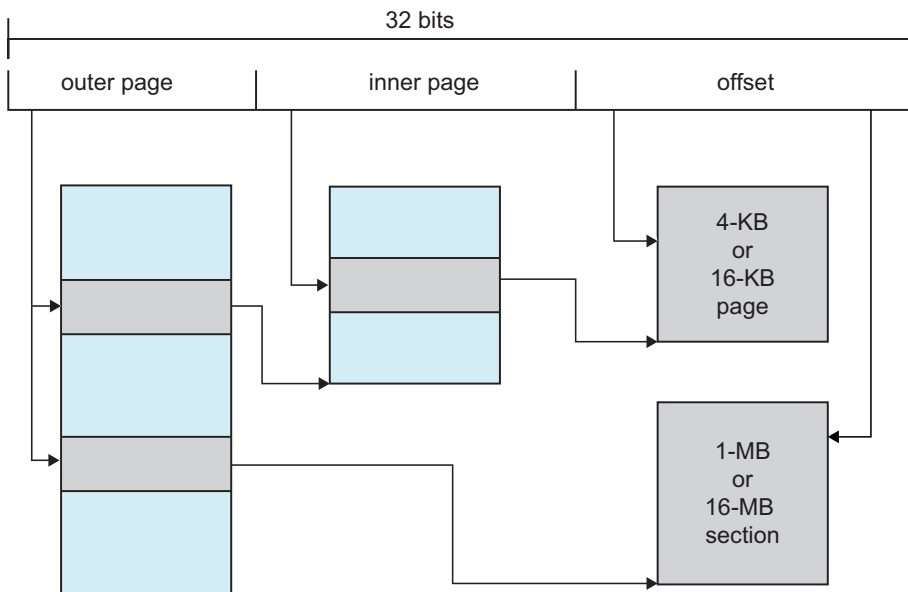 32 bits
outer page
inner page
offset
4-KB
or
16-KB
page
1-MB
or
16-MB
section